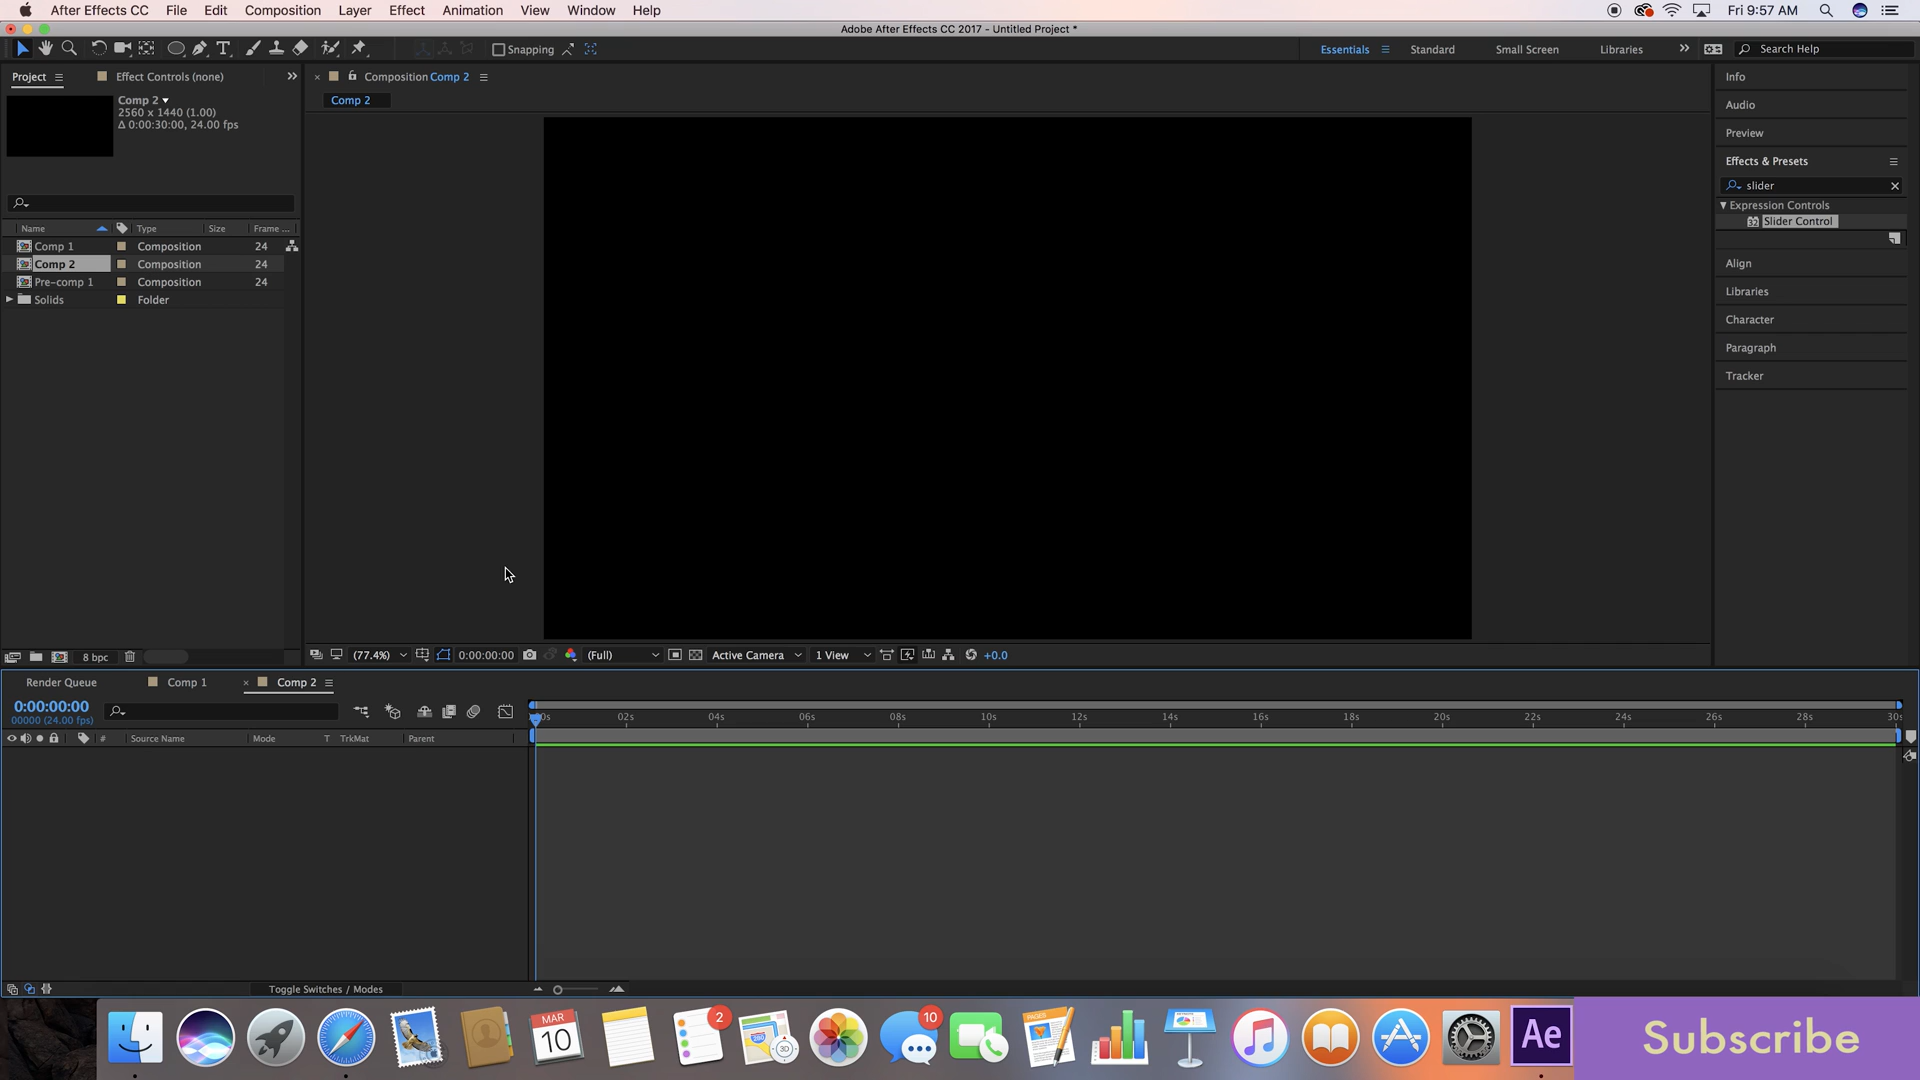 After Effects CC File Edit Composition Layer Effect Animation View Window Help Fri 9:57 AM
Adobe After Effects CC 2017 - Untitled Project *
Snapping Essentials Standard Small Screen Libraries Search Help
Project Effect Controls (none)
Composition Comp 2
Info
Comp 2
2560 x 1440 (1.00)
Δ 0:00:30:00, 24.00 fps
Comp 2
Audio
Preview
Effects & Presets
slider
Expression Controls
32 Slider Control
Align
Libraries
Character
Paragraph
Tracker
Name Type Size Frame ...
Comp 1 Composition 24
Comp 2 Composition 24
Pre-comp 1 Composition 24
Solids Folder
8 bpc
(77.4%) 0:00:00:00 (Full) Active Camera 1 View +0.0
Render Queue Comp 1 Comp 2
0:00:00:00
00000 (24.00 fps)
02s 04s 06s 08s 10s 12s 14s 16s 18s 20s 22s 24s 26s 28s 30s
# Source Name Mode T TrkMat Parent
Toggle Switches / Modes
MAR
10
2
3D
10
PAGES
Ae
Subscribe